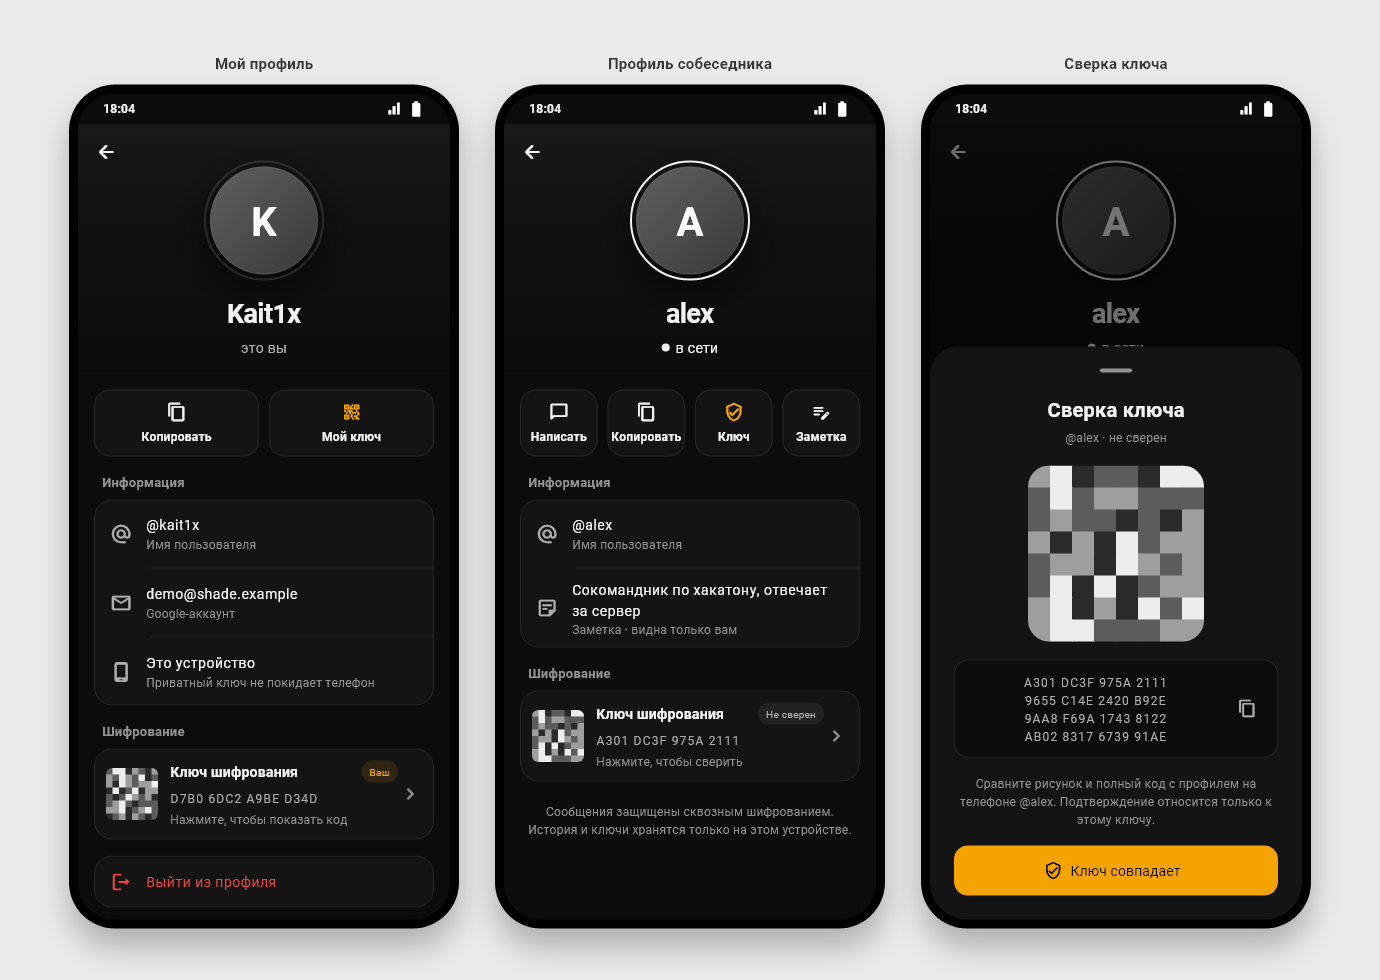 Мой профиль
18:04
K
Kait1x
это вы
Копировать
Мой ключ
Информация
@kait1x
Имя пользователя
demo@shade.example
Google-аккаунт
Это устройство
Приватный ключ не покидает телефон
Шифрование
Ключ шифрования
Ваш
D7B0 6DC2 A9BE D34D
Нажмите, чтобы показать код
Выйти из профиля
Профиль собеседника
18:04
A
alex
в сети
Написать
Копировать
Ключ
Заметка
Информация
@alex
Имя пользователя
Сокомандник по хакатону, отвечает
за сервер
Заметка · видна только вам
Шифрование
Ключ шифрования
Не сверен
A301 DC3F 975A 2111
Нажмите, чтобы сверить
Сообщения защищены сквозным шифрованием.
История и ключи хранятся только на этом устройстве.
Сверка ключа
18:04
A
alex
в сети
Сверка ключа
@alex · не сверен
A301 DC3F 975A 2111
9655 C14E 2420 B92E
9AA8 F69A 1743 8122
AB02 8317 6739 91AE
Сравните рисунок и полный код с профилем на
телефоне @alex. Подтверждение относится только к
этому ключу.
Ключ совпадает